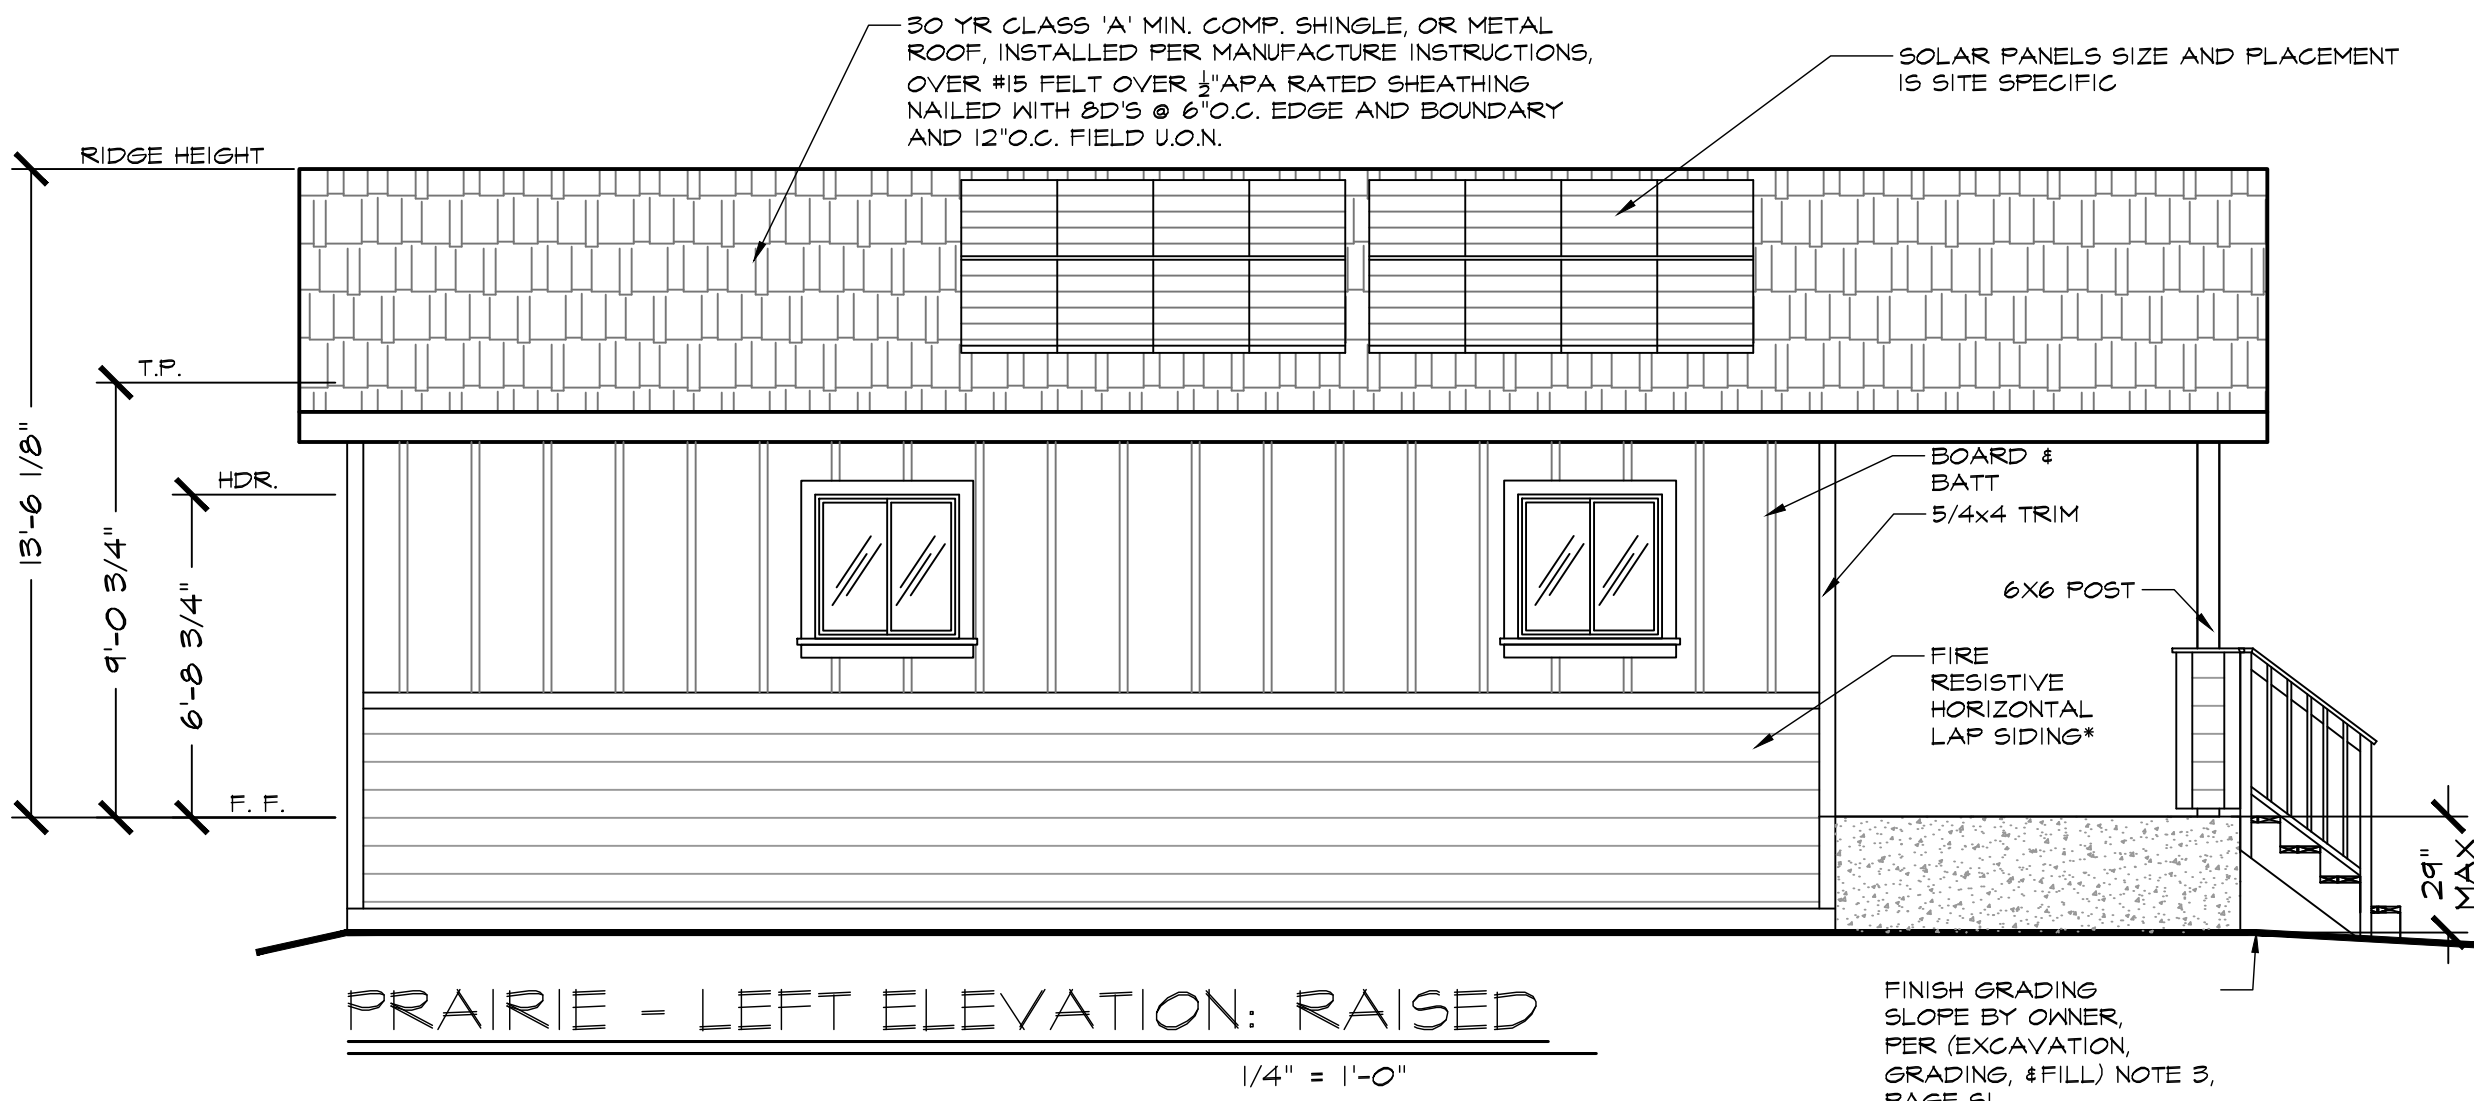 30 YR CLASS 'A' MIN. COMP. SHINGLE, OR METAL
ROOF, INSTALLED PER MANUFACTURE INSTRUCTIONS,
OVER #15 FELT OVER ½"APA RATED SHEATHING
NAILED WITH 8D'S @ 6"O.C. EDGE AND BOUNDARY
AND 12"O.C. FIELD U.O.N.
SOLAR PANELS SIZE AND PLACEMENT
IS SITE SPECIFIC
RIDGE HEIGHT
T.P.
HDR.
F. F.
13'-6 1/8"
9'-0 3/4"
6'-8 3/4"
BOARD &
BATT
5/4x4 TRIM
6X6 POST
FIRE
RESISTIVE
HORIZONTAL
LAP SIDING*
29"
MAX
PRAIRIE - LEFT ELEVATION: RAISED
1/4" = 1'-0"
FINISH GRADING
SLOPE BY OWNER,
PER (EXCAVATION,
GRADING, &FILL) NOTE 3,
PAGE S1